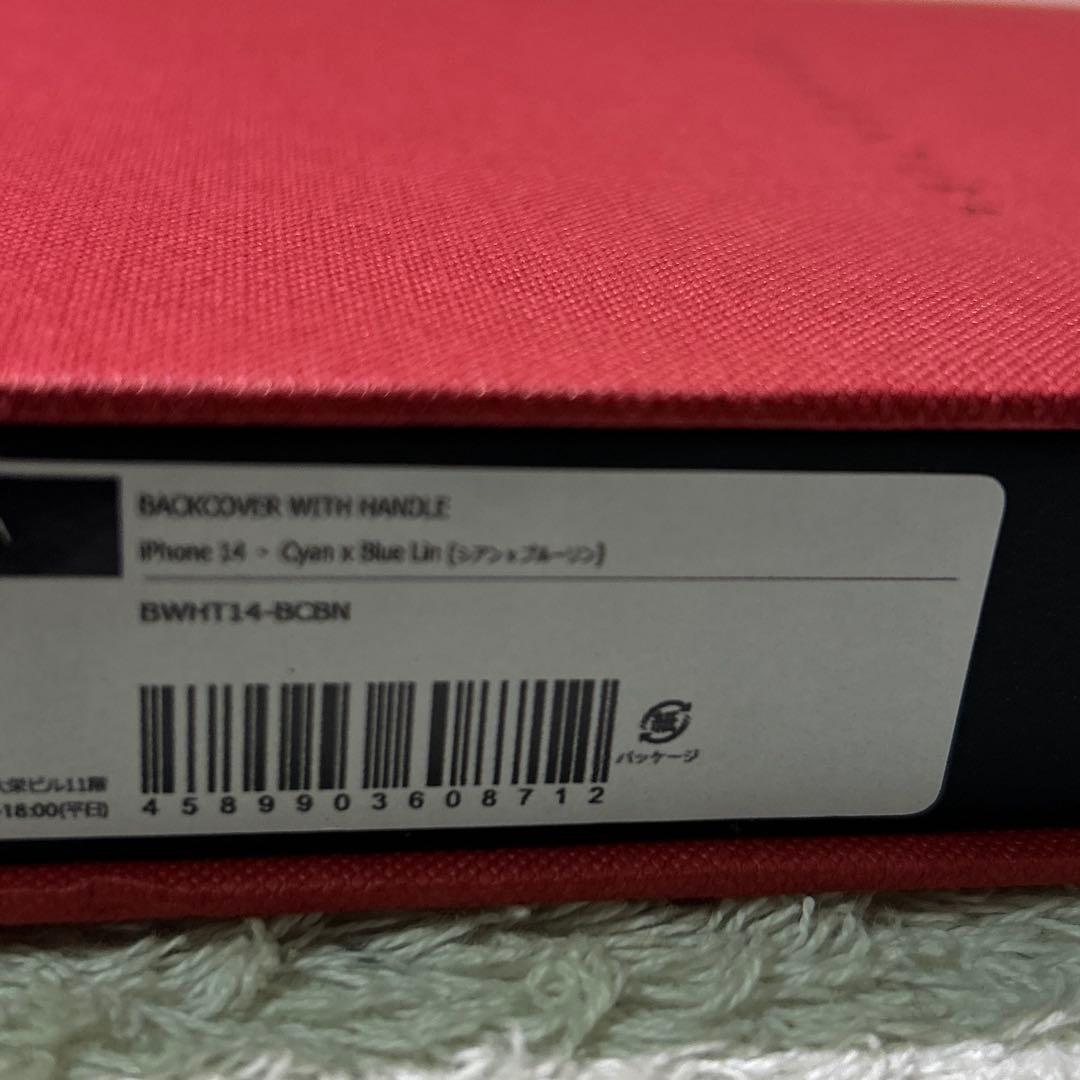 A
BACKCOVER WITH HANDLE
iPhone 14 - Cyan x Blue Lin (シアン x ブルーリン)
BWHT14-BCBN
4589903608712
紙
パッケージ
栄ビル11階
18:00(平日)